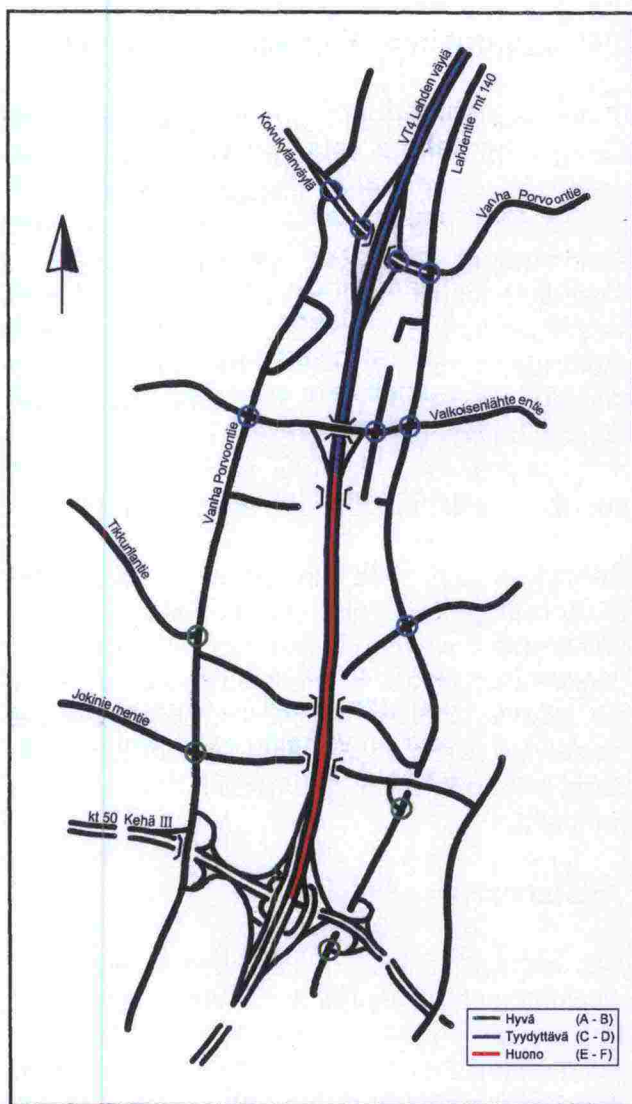 VT4 Lahden väylä
Lahdentie mt 140
Koivukylänväylä
Vanha Porvoontie
Valkoisenlähteentie
Vanha Porvoontie
Tikkurilantie
Jokiniementie
kt 50 Kehä III
Hyvä (A - B)
Tyydyttävä (C - D)
Huono (E - F)